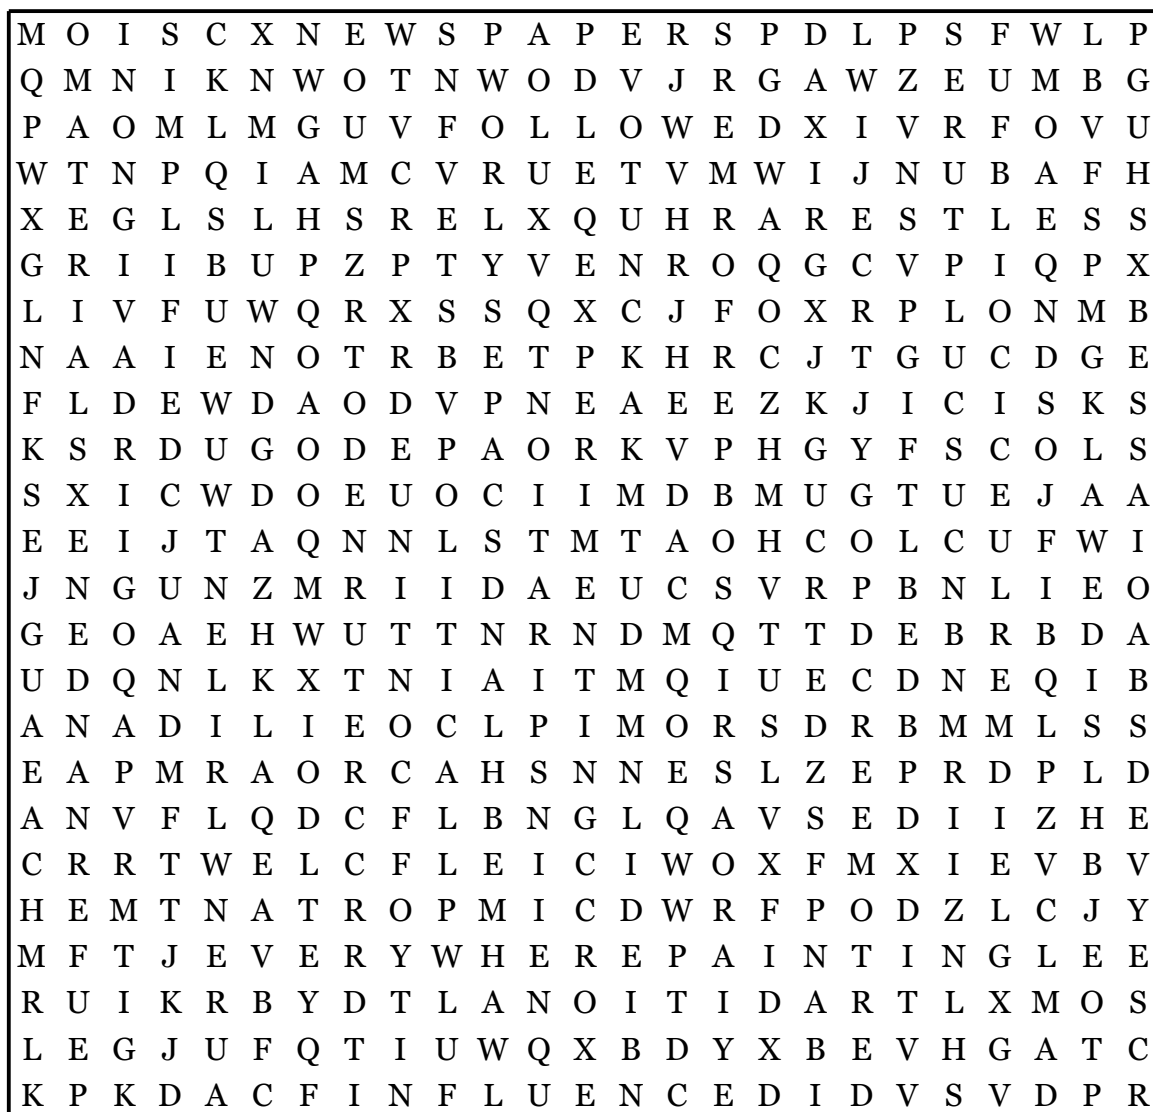 M O I S C X N E W S P A P E R S P D L P S F W L P
Q M N I K N W O T N W O D V J R G A W Z E U M B G
P A O M L M G U V F O L L O W E D X I V R F O V U
W T N P Q I A M C V R U E T V M W I J N U B A F H
X E G L S L H S R E L X Q U H R A R E S T L E S S
G R I I B U P Z P T Y V E N R O Q G C V P I Q P X
L I V F U W Q R X S S Q X C J F O X R P L O N M B
N A A I E N O T R B E T P K H R C J T G U C D G E
F L D E W D A O D V P N E A E E Z K J I C I S K S
K S R D U G O D E P A O R K V P H G Y F S C O L S
S X I C W D O E U O C I I M D B M U G T U E J A A
E E I J T A Q N N L S T M T A O H C O L C U F W I
J N G U N Z M R I I D A E U C S V R P B N L I E O
G E O A E H W U T T N R N D M Q T T D E B R B D A
U D Q N L K X T N I A I T M Q I U E C D N E Q I B
A N A D I L I E O C L P I M O R S D R B M M L S S
E A P M R A O R C A H S N N E S L Z E P R D P L D
A N V F L Q D C F L B N G L Q A V S E D I I Z H E
C R R T W E L C F L E I C I W O X F M X I E V B V
H E M T N A T R O P M I C D W R F P O D Z L C J Y
M F T J E V E R Y W H E R E P A I N T I N G L E E
R U I K R B Y D T L A N O I T I D A R T L X M O S
L E G J U F Q T I U W Q X B D Y X B E V H G A T C
K P K D A C F I N F L U E N C E D I D V S V D P R